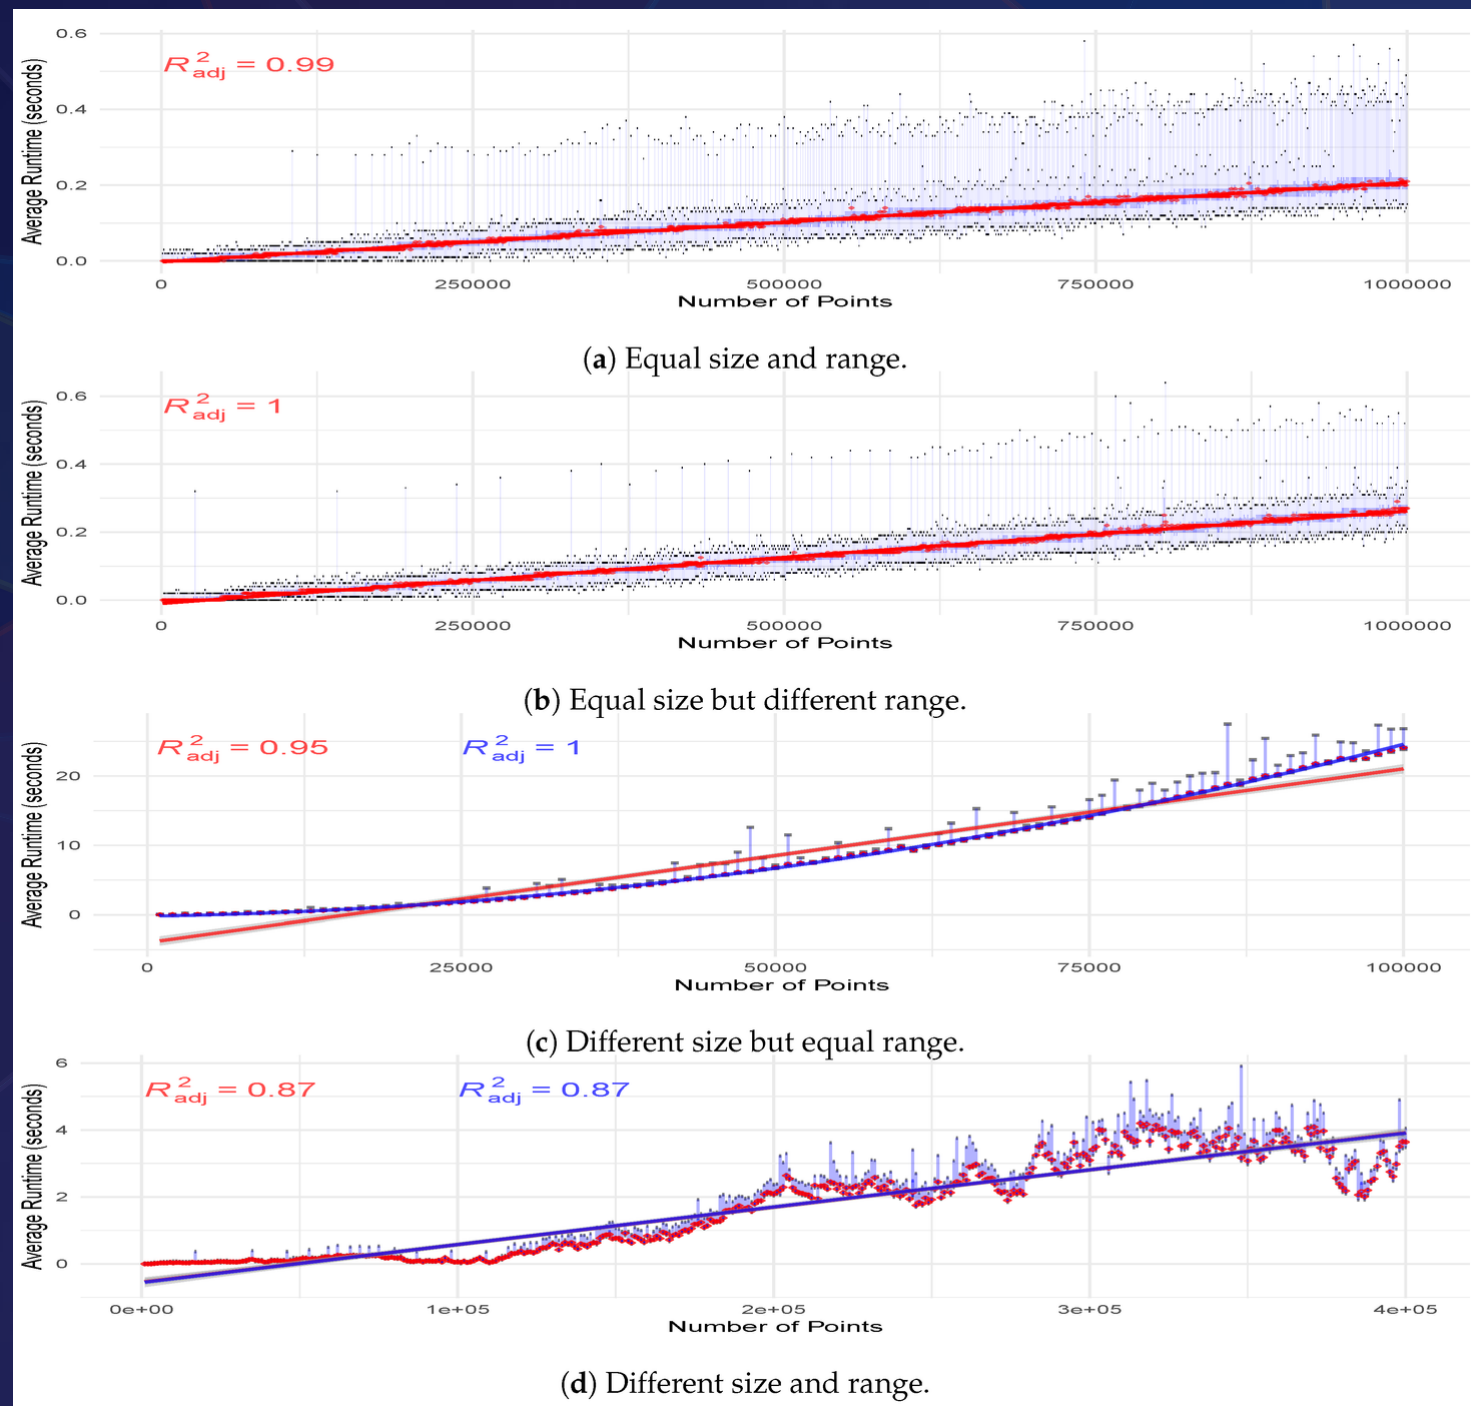 Average Runtime (seconds)
R²adj = 0.99
0.6
0.4
0.2
0.0
0 250000 500000 750000 1000000
Number of Points
(a) Equal size and range.
Average Runtime (seconds)
R²adj = 1
0.6
0.4
0.2
0.0
0 250000 500000 750000 1000000
Number of Points
(b) Equal size but different range.
Average Runtime (seconds)
R²adj = 0.95 R²adj = 1
20
10
0
0 25000 50000 75000 100000
Number of Points
(c) Different size but equal range.
Average Runtime (seconds)
6
R²adj = 0.87 R²adj = 0.87
4
2
0
0e+00 1e+05 2e+05 3e+05 4e+05
Number of Points
(d) Different size and range.